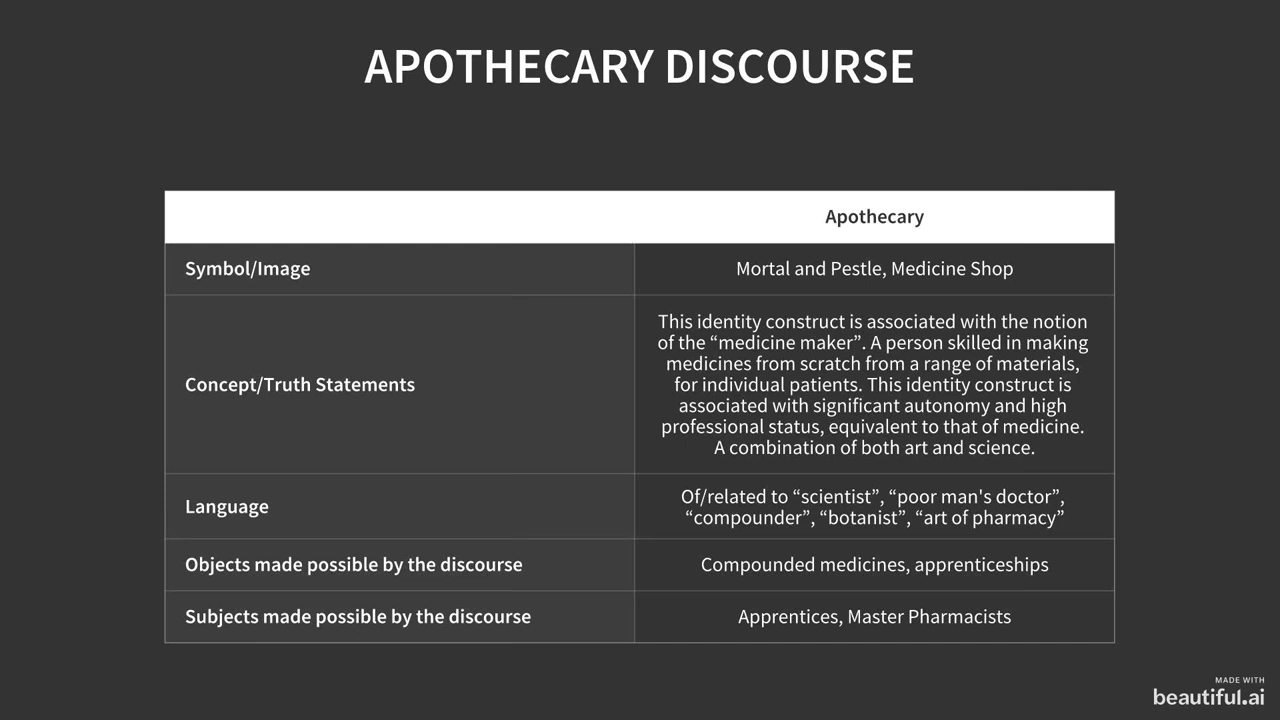 APOTHECARY DISCOURSE
Apothecary
Symbol/Image
Mortal and Pestle, Medicine Shop
Concept/Truth Statements
This identity construct is associated with the notion
of the “medicine maker”. A person skilled in making
medicines from scratch from a range of materials,
for individual patients. This identity construct is
associated with significant autonomy and high
professional status, equivalent to that of medicine.
A combination of both art and science.
Language
Of/related to “scientist”, “poor man's doctor”,
“compounder”, “botanist”, “art of pharmacy”
Objects made possible by the discourse
Compounded medicines, apprenticeships
Subjects made possible by the discourse
Apprentices, Master Pharmacists
MADE WITH
beautiful.ai